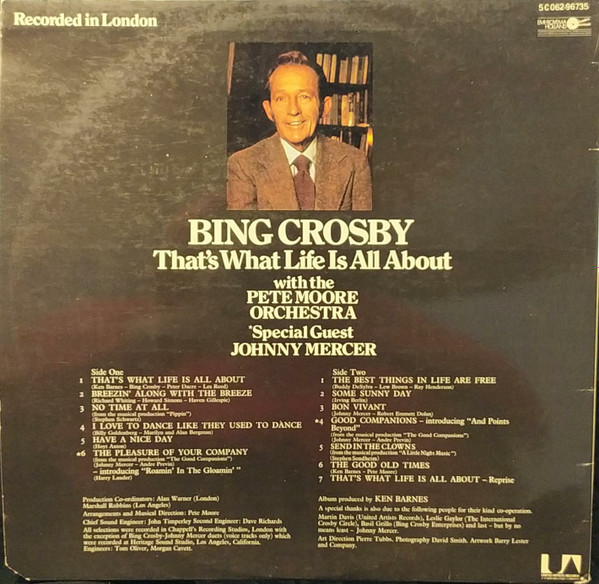 Recorded in London
5C 062-96735
BING CROSBY
That's What Life Is All About
with the
PETE MOORE
ORCHESTRA
*Special Guest
JOHNNY MERCER
Side One
1 THAT'S WHAT LIFE IS ALL ABOUT
(Ken Barnes – Bing Crosby – Peter Dacre – Les Reed)
2 BREEZIN' ALONG WITH THE BREEZE
(Richard Whiting – Howard Simons – Haven Gillespie)
3 NO TIME AT ALL
(from the musical production "Pippin")
(Stephen Schwartz)
4 I LOVE TO DANCE LIKE THEY USED TO DANCE
(Billy Goldenberg – Marilyn and Alan Bergman)
5 HAVE A NICE DAY
(Hoyt Axton)
*6 THE PLEASURE OF YOUR COMPANY
(from the musical production "The Good Companions")
(Johnny Mercer – Andre Previn)
– introducing "Roamin' In The Gloamin'"
(Harry Lauder)
Side Two
1 THE BEST THINGS IN LIFE ARE FREE
(Buddy DeSylva – Lew Brown – Ray Henderson)
2 SOME SUNNY DAY
(Irving Berlin)
3 BON VIVANT
(Johnny Mercer – Robert Emmett Dolan)
*4 GOOD COMPANIONS – introducing "And Points
Beyond"
(from the musical production "The Good Companions")
(Johnny Mercer – Andre Previn)
5 SEND IN THE CLOWNS
(from the musical production "A Little Night Music")
(Stephen Sondheim)
6 THE GOOD OLD TIMES
(Ken Barnes – Pete Moore)
7 THAT'S WHAT LIFE IS ALL ABOUT – Reprise
Production Co-ordinators: Alan Warner (London)
Marshall Robbins (Los Angeles)
Arrangements and Musical Direction: Pete Moore
Chief Sound Engineer: John Timperley Second Engineer: Dave Richards
All selections were recorded in Chappell's Recording Studios, London with
the exception of Bing Crosby-Johnny Mercer duets (voice tracks only) which
were recorded at Heritage Sound Studio, Los Angeles, California.
Engineers: Tom Oliver, Morgan Cavett.
Album produced by KEN BARNES
A special thanks is also due to the following people for their kind co-operation.
Martin Davis (United Artists Records), Leslie Gaylor (The International
Crosby Circle), Basil Grillo (Bing Crosby Enterprises) and last – but by no
means least – Johnny Mercer.
Art Direction Pierre Tubbs. Photography David Smith. Artwork Barry Lester
and Company.
UA